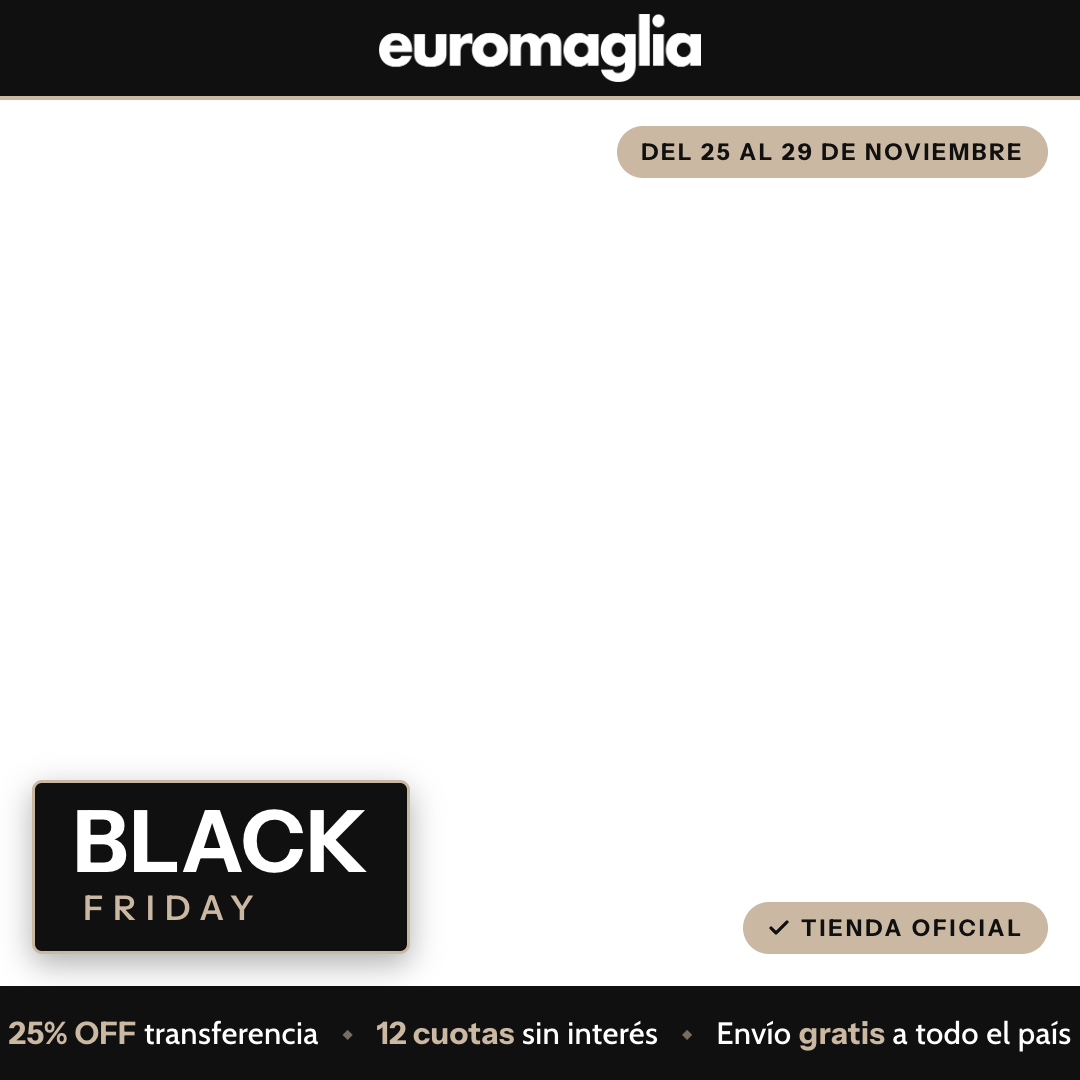 euromaglia
DEL 25 AL 29 DE NOVIEMBRE
BLACK
FRIDAY
TIENDA OFICIAL
25% OFF transferencia ◆ 12 cuotas sin interés ◆ Envío gratis a todo el país